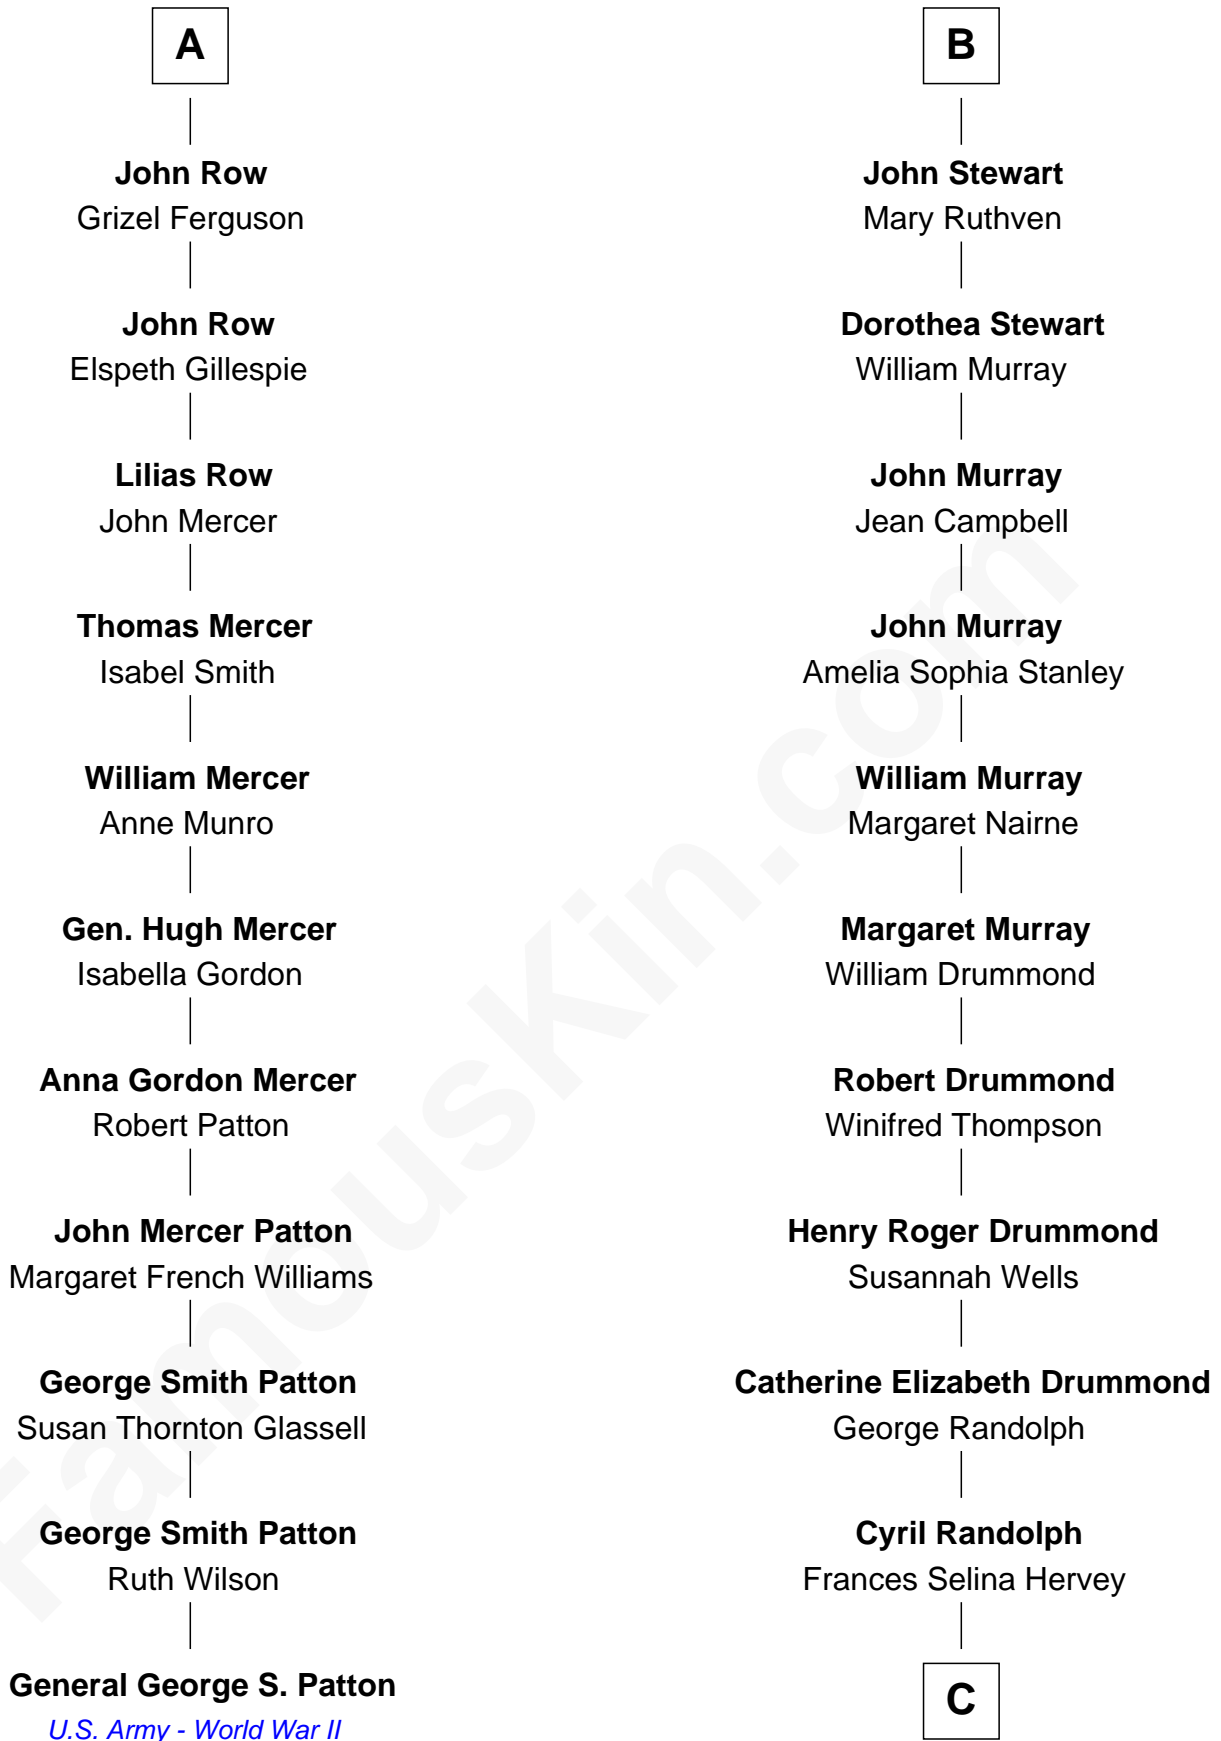 A
John Row
Grizel Ferguson
John Row
Elspeth Gillespie
Lilias Row
John Mercer
Thomas Mercer
Isabel Smith
William Mercer
Anne Munro
Gen. Hugh Mercer
Isabella Gordon
Anna Gordon Mercer
Robert Patton
John Mercer Patton
Margaret French Williams
George Smith Patton
Susan Thornton Glassell
George Smith Patton
Ruth Wilson
General George S. Patton
U.S. Army - World War II
B
John Stewart
Mary Ruthven
Dorothea Stewart
William Murray
John Murray
Jean Campbell
John Murray
Amelia Sophia Stanley
William Murray
Margaret Nairne
Margaret Murray
William Drummond
Robert Drummond
Winifred Thompson
Henry Roger Drummond
Susannah Wells
Catherine Elizabeth Drummond
George Randolph
Cyril Randolph
Frances Selina Hervey
C
FamousKin.com